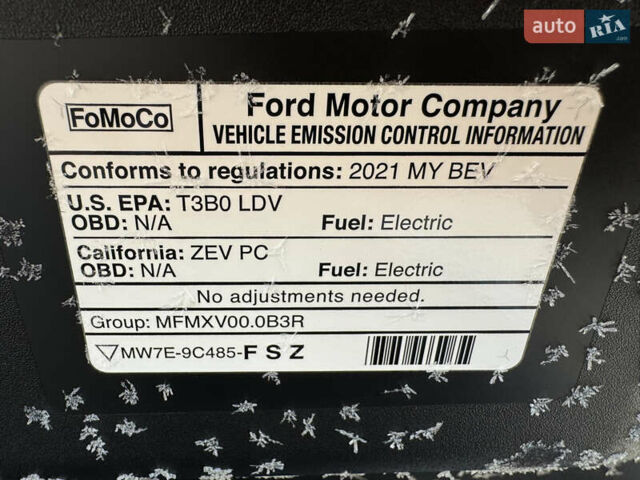 auto RIA.com
FoMoCo
Ford Motor Company
VEHICLE EMISSION CONTROL INFORMATION
Conforms to regulations: 2021 MY BEV
U.S. EPA: T3B0 LDV
OBD: N/A Fuel: Electric
California: ZEV PC
OBD: N/A Fuel: Electric
No adjustments needed.
Group: MFMXV00.0B3R
MW7E-9C485-F S Z